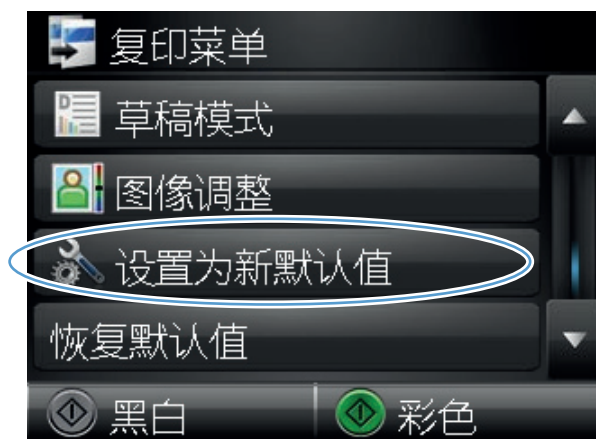 复印菜单
草稿模式
图像调整
设置为新默认值
恢复默认值
黑白 彩色